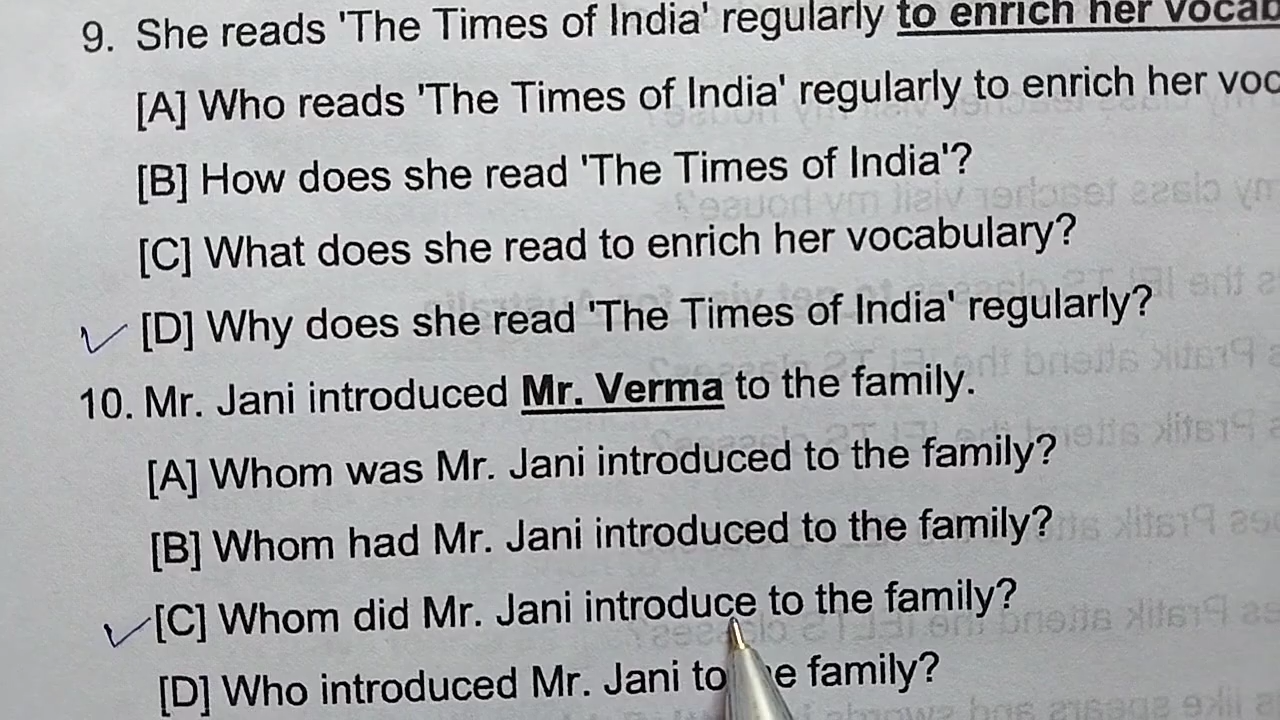 9. She reads 'The Times of India' regularly to enrich her
[A] Who reads 'The Times of India' regularly to enrich her
[B] How does she read 'The Times of India'?
[C] What does she read to enrich her vocabulary?
[D] Why does she read 'The Times of India' regularly?
10. Mr. Jani introduced Mr. Verma to the family.
[A] Whom was Mr. Jani introduced to the family?
[B] Whom had Mr. Jani introduced to the family?
[C] Whom did Mr. Jani introduce to the family?
[D] Who introduced Mr. Jani to family?